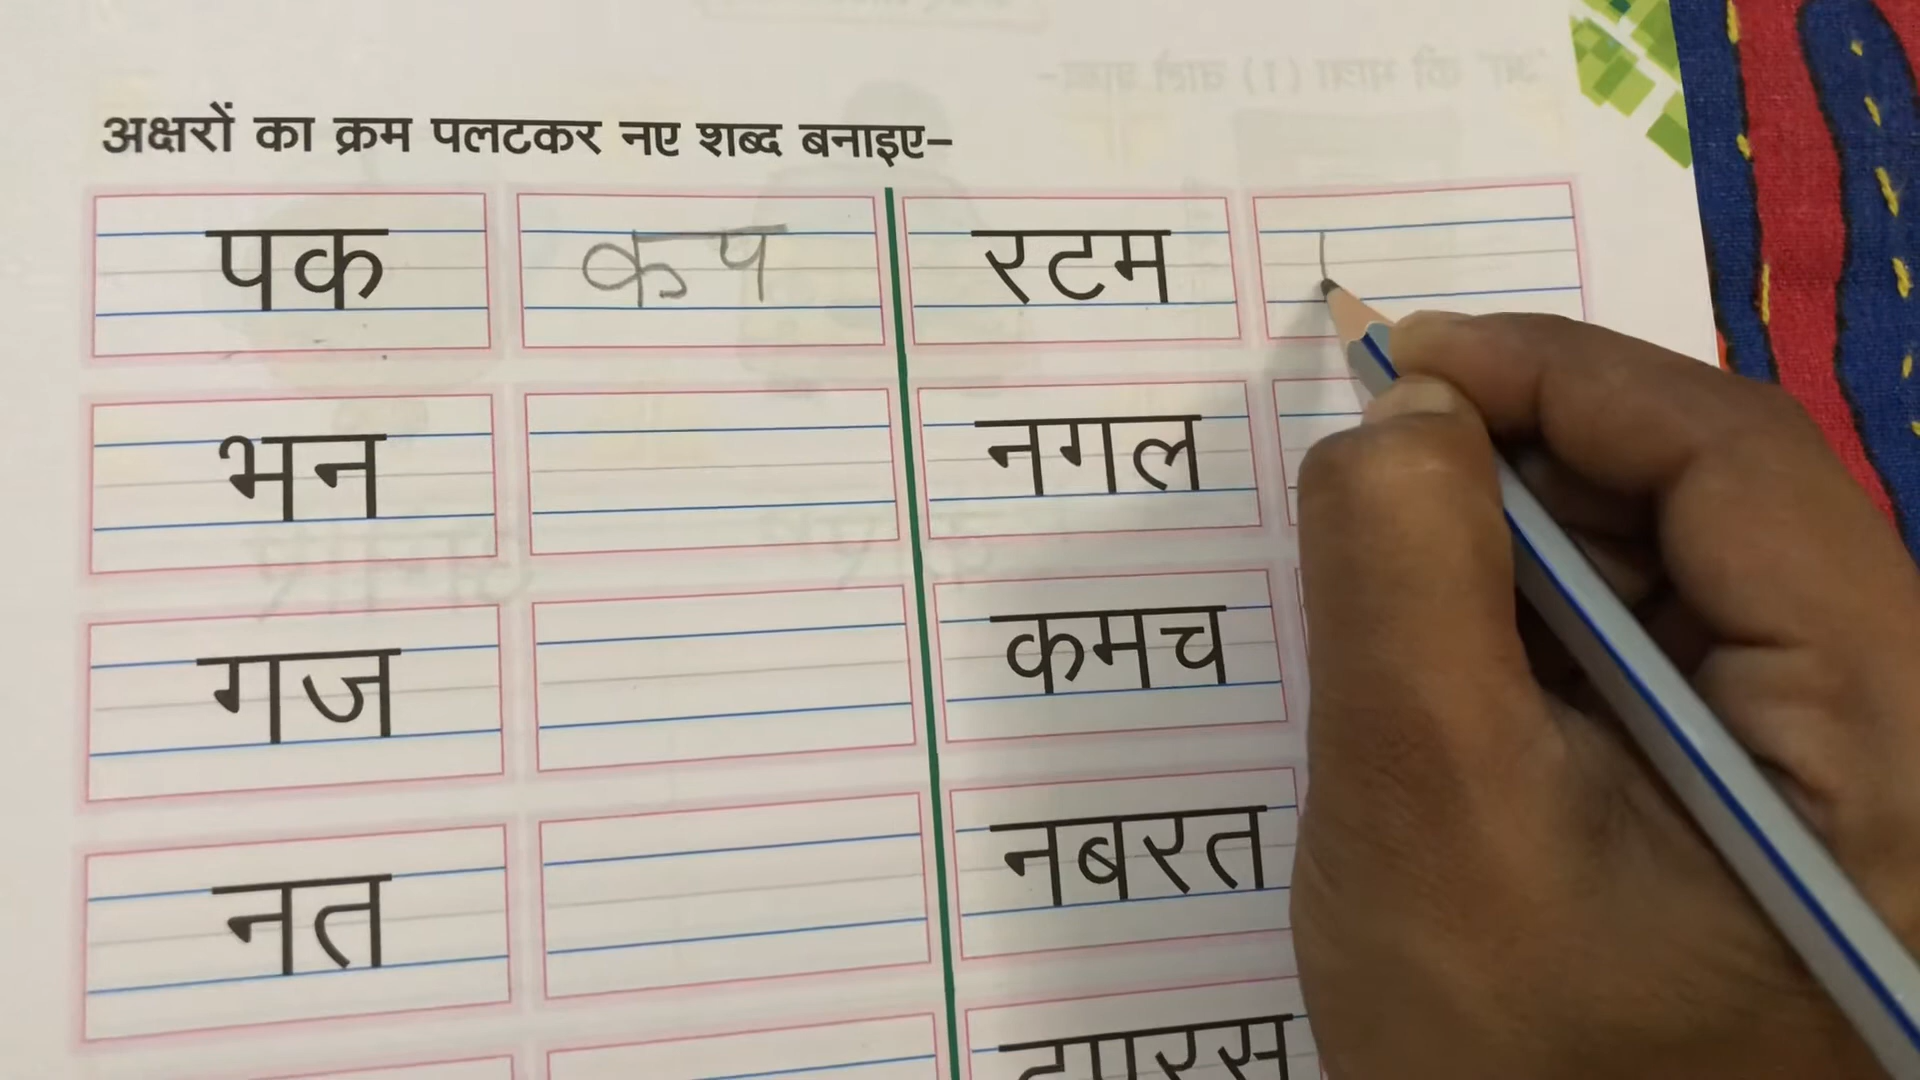 अक्षरों का क्रम पलटकर नए शब्द बनाइए–
पक कप रटम
भन नगल
गज कमच
नत नबरत